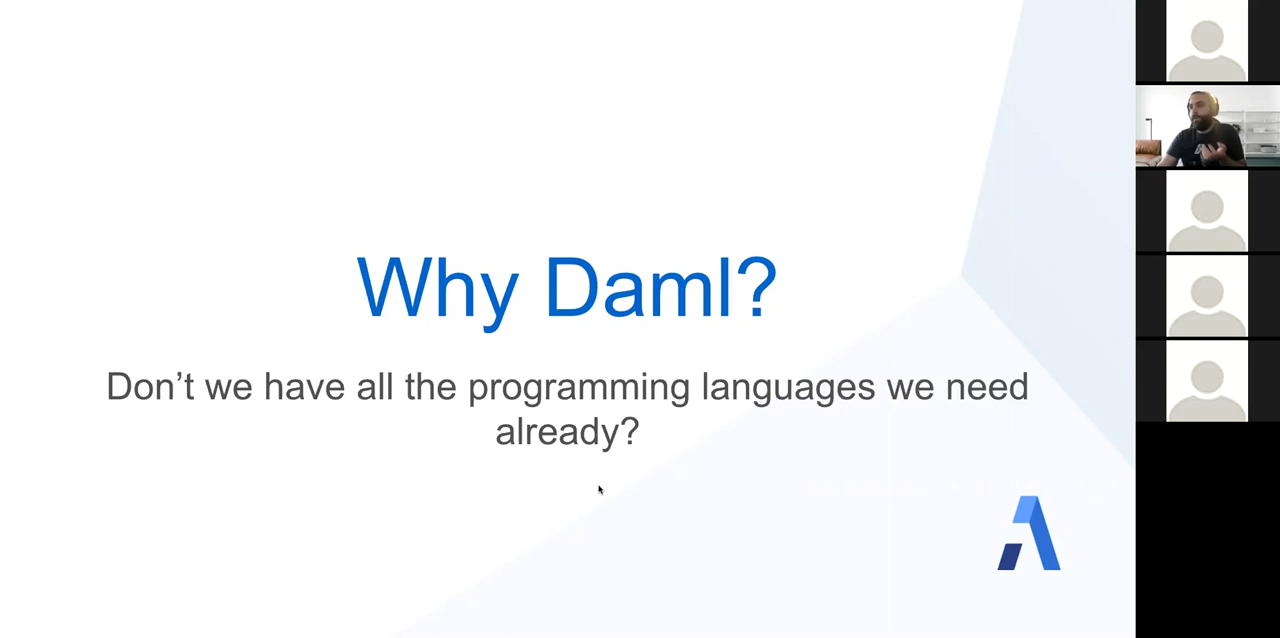 Why Daml?
Don’t we have all the programming languages we need
already?